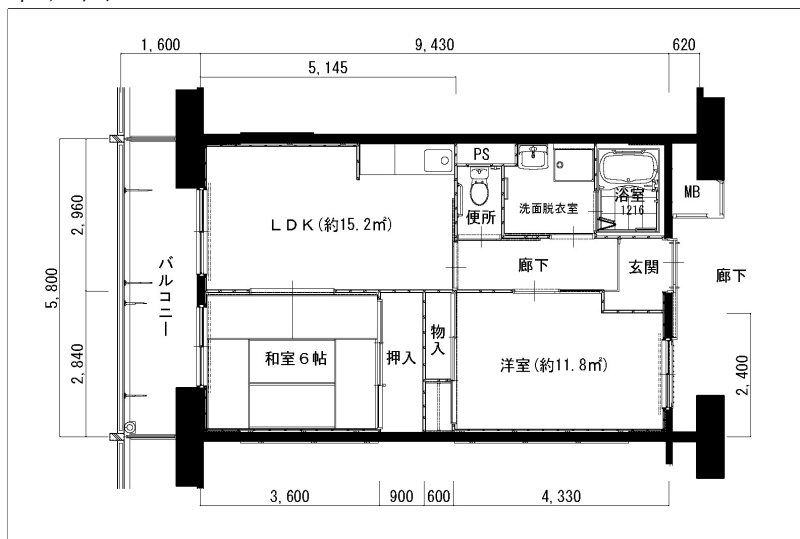 1,600
9,430
620
5,145
PS
浴室
1216
MB
便所
洗面脱衣室
LDK(約15.2㎡)
2,960
5,800
バルコニー
廊下
玄関
廊下
和室6帖
押入
物入
洋室(約11.8㎡)
2,840
2,400
3,600
900
600
4,330